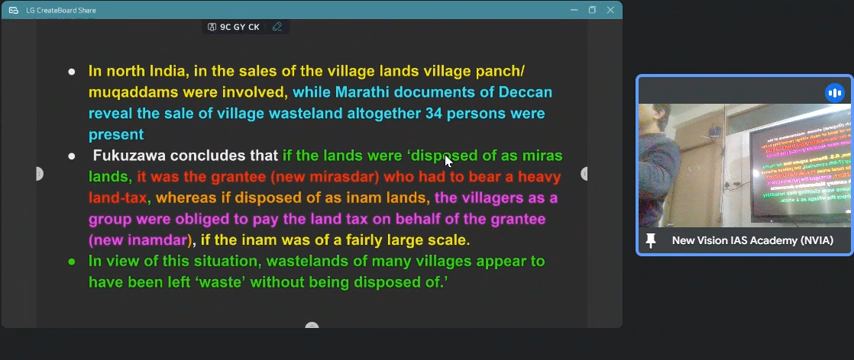 LG CreateBoard Share
9C GY CK
● In north India, in the sales of the village lands village panch/
muqaddams were involved, while Marathi documents of Deccan
reveal the sale of village wasteland altogether 34 persons were
present
● Fukuzawa concludes that if the lands were ‘disposed of as miras
lands, it was the grantee (new mirasdar) who had to bear a heavy
land-tax, whereas if disposed of as inam lands, the villagers as a
group were obliged to pay the land tax on behalf of the grantee
(new inamdar), if the inam was of a fairly large scale.
● In view of this situation, wastelands of many villages appear to
have been left ‘waste’ without being disposed of.’
New Vision IAS Academy (NVIA)